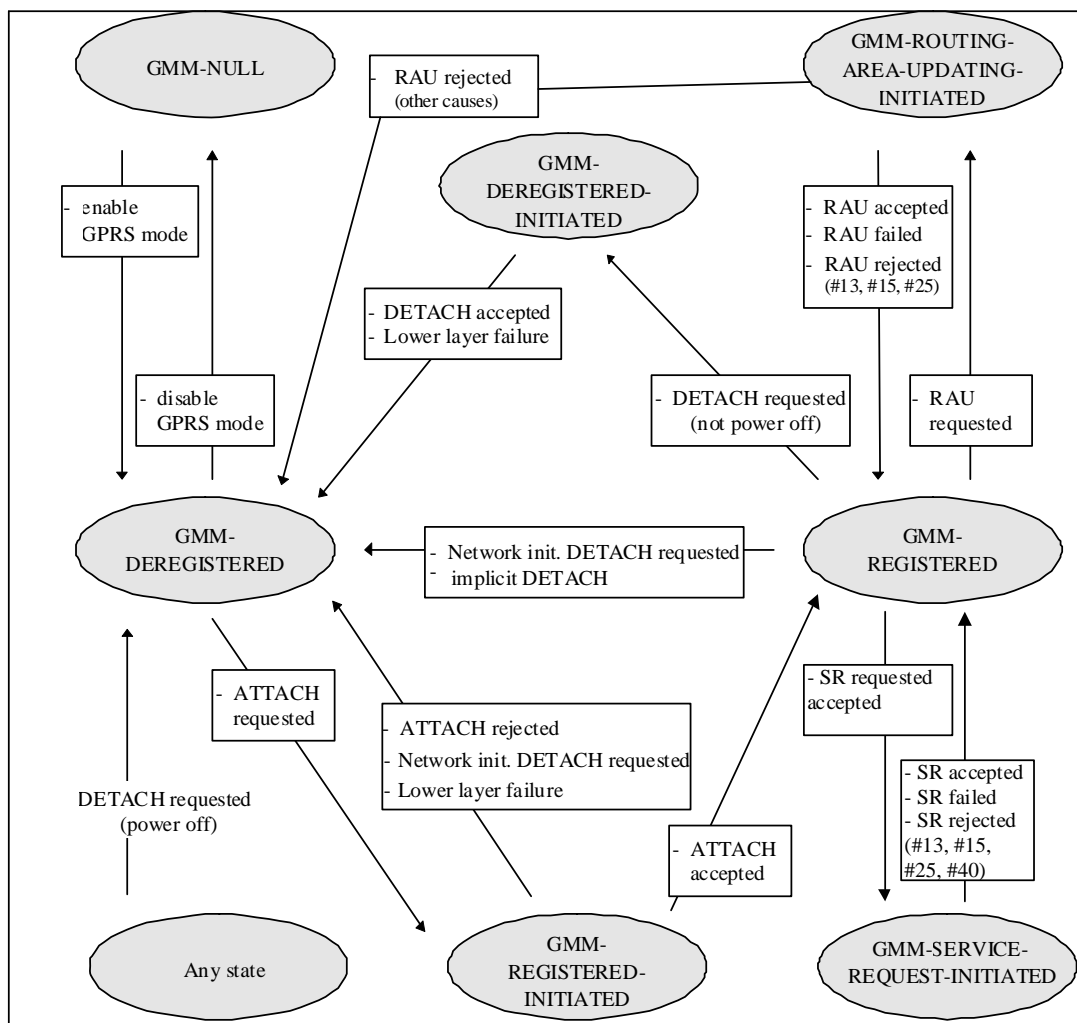 GMM-NULL
GMM-ROUTING-
AREA-UPDATING-
INITIATED
- RAU rejected
(other causes)
GMM-
DEREGISTERED-
INITIATED
- enable
GPRS mode
- RAU accepted
- RAU failed
- RAU rejected
(#13, #15, #25)
- DETACH accepted
- Lower layer failure
- disable
GPRS mode
- DETACH requested
(not power off)
- RAU
requested
GMM-
DEREGISTERED
- Network init. DETACH requested
- implicit DETACH
GMM-
REGISTERED
- ATTACH
requested
- SR requested
accepted
- ATTACH rejected
- Network init. DETACH requested
- Lower layer failure
DETACH requested
(power off)
- ATTACH
accepted
- SR accepted
- SR failed
- SR rejected
(#13, #15,
#25, #40)
Any state
GMM-
REGISTERED-
INITIATED
GMM-SERVICE-
REQUEST-INITIATED